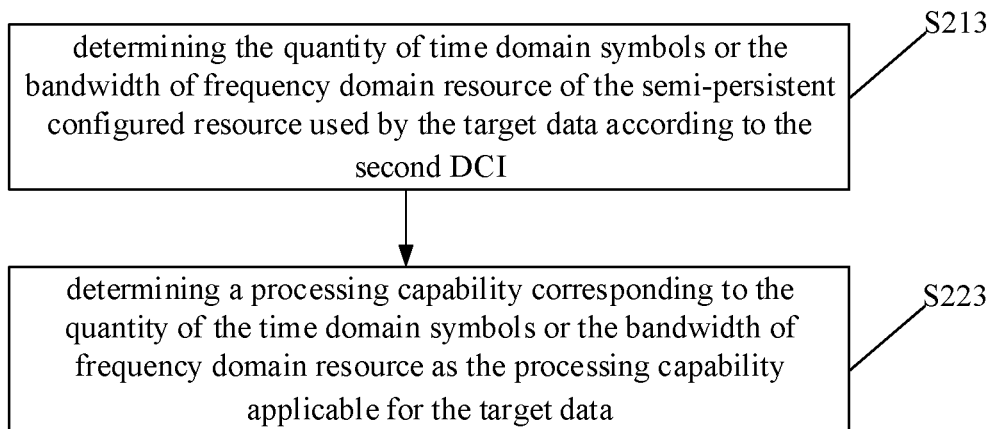 S213
determining the quantity of time domain symbols or the
bandwidth of frequency domain resource of the semi-persistent
configured resource used by the target data according to the
second DCI
S223
determining a processing capability corresponding to the
quantity of the time domain symbols or the bandwidth of
frequency domain resource as the processing capability
applicable for the target data